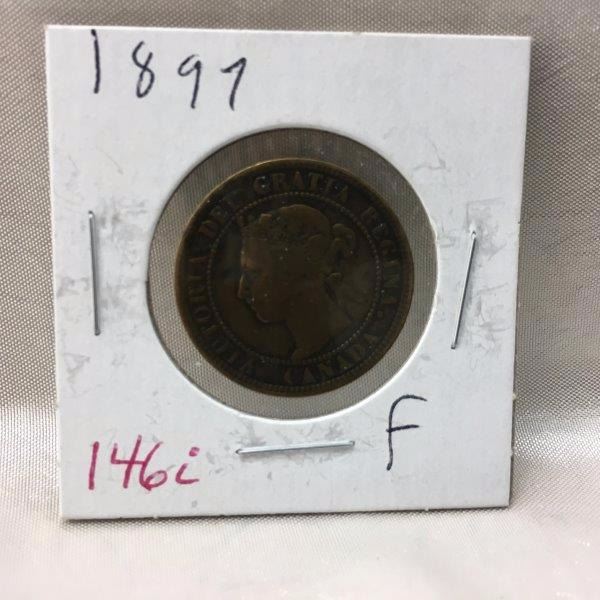 1897
VICTORIA DEI GRATIA REGINA.
CANADA
146i
F